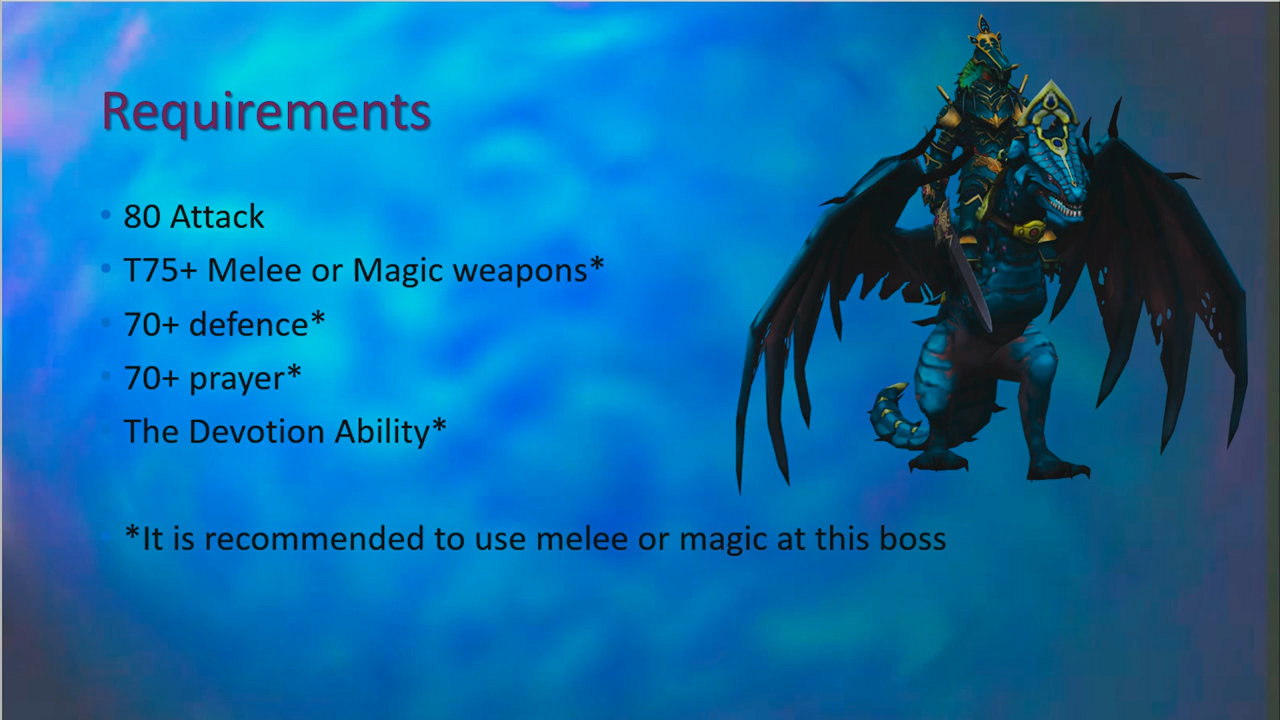 Requirements
80 Attack
T75+ Melee or Magic weapons*
70+ defence*
70+ prayer*
The Devotion Ability*
*It is recommended to use melee or magic at this boss